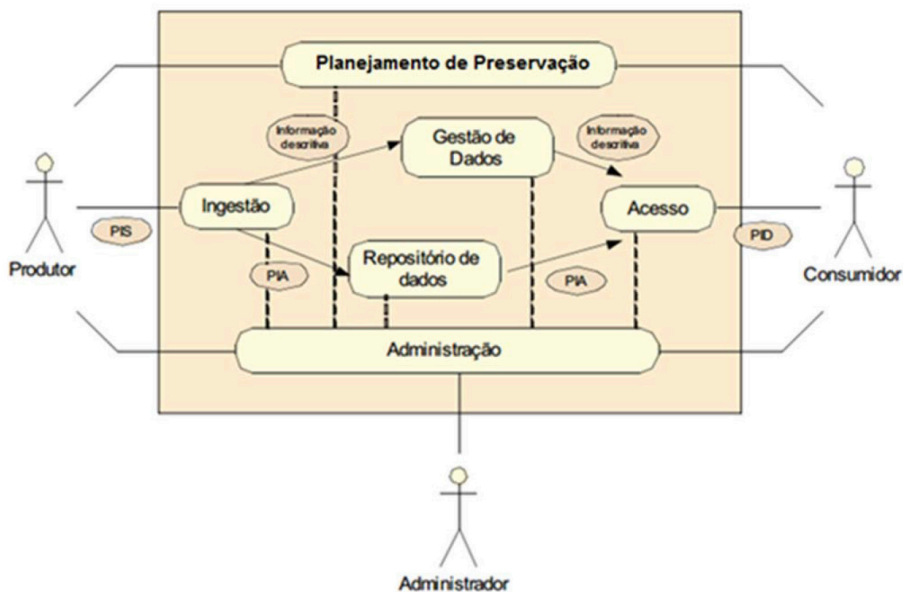 Planejamento de Preservação
Informação
descritiva
Gestão de
Dados
Informação
descritiva
Ingestão
Acesso
PIS
PID
Produtor
Consumidor
PIA
Repositório de
dados
PIA
Administração
Administrador